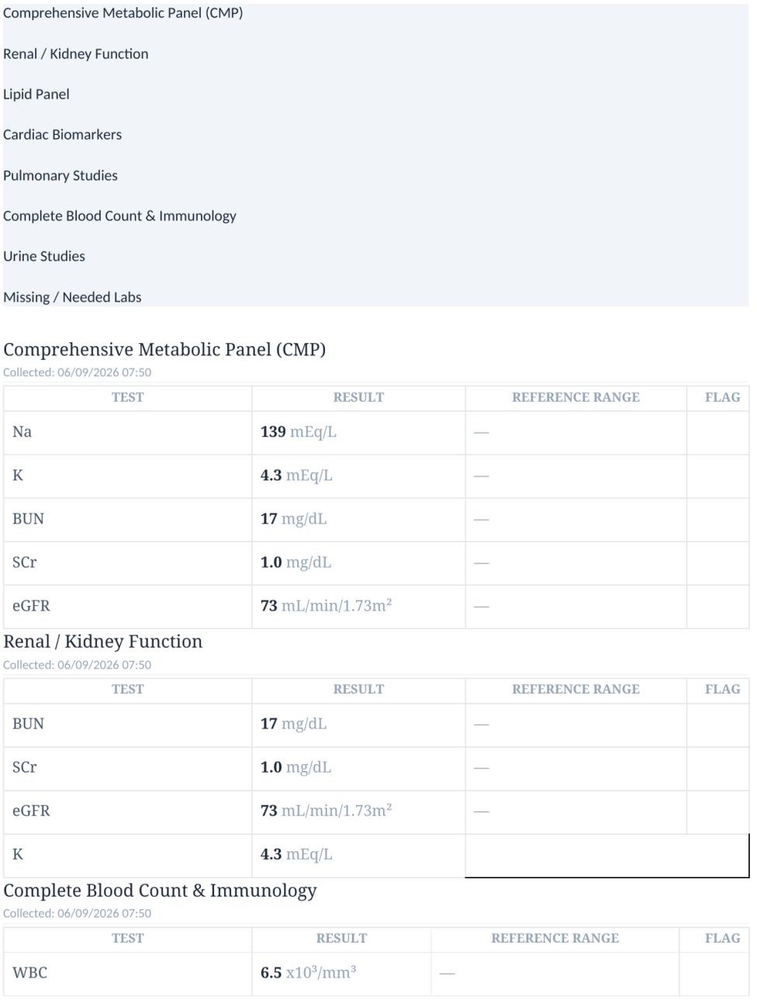 Comprehensive Metabolic Panel (CMP)
Renal / Kidney Function
Lipid Panel
Cardiac Biomarkers
Pulmonary Studies
Complete Blood Count & Immunology
Urine Studies
Missing / Needed Labs
Comprehensive Metabolic Panel (CMP)
Collected: 06/09/2026 07:50
TEST RESULT REFERENCE RANGE FLAG
Na 139 mEq/L —
K 4.3 mEq/L —
BUN 17 mg/dL —
SCr 1.0 mg/dL —
eGFR 73 mL/min/1.73m² —
Renal / Kidney Function
Collected: 06/09/2026 07:50
TEST RESULT REFERENCE RANGE FLAG
BUN 17 mg/dL —
SCr 1.0 mg/dL —
eGFR 73 mL/min/1.73m² —
K 4.3 mEq/L
Complete Blood Count & Immunology
Collected: 06/09/2026 07:50
TEST RESULT REFERENCE RANGE FLAG
WBC 6.5 x10³/mm³ —